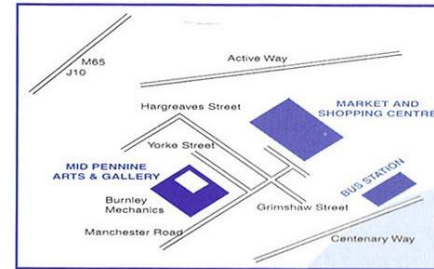 M65
J10
Active Way
Hargreaves Street
MARKET AND
SHOPPING CENTRE
Yorke Street
MID PENNINE
ARTS & GALLERY
BUS STATION
Burnley
Mechanics
Grimshaw Street
Manchester Road
Centenary Way